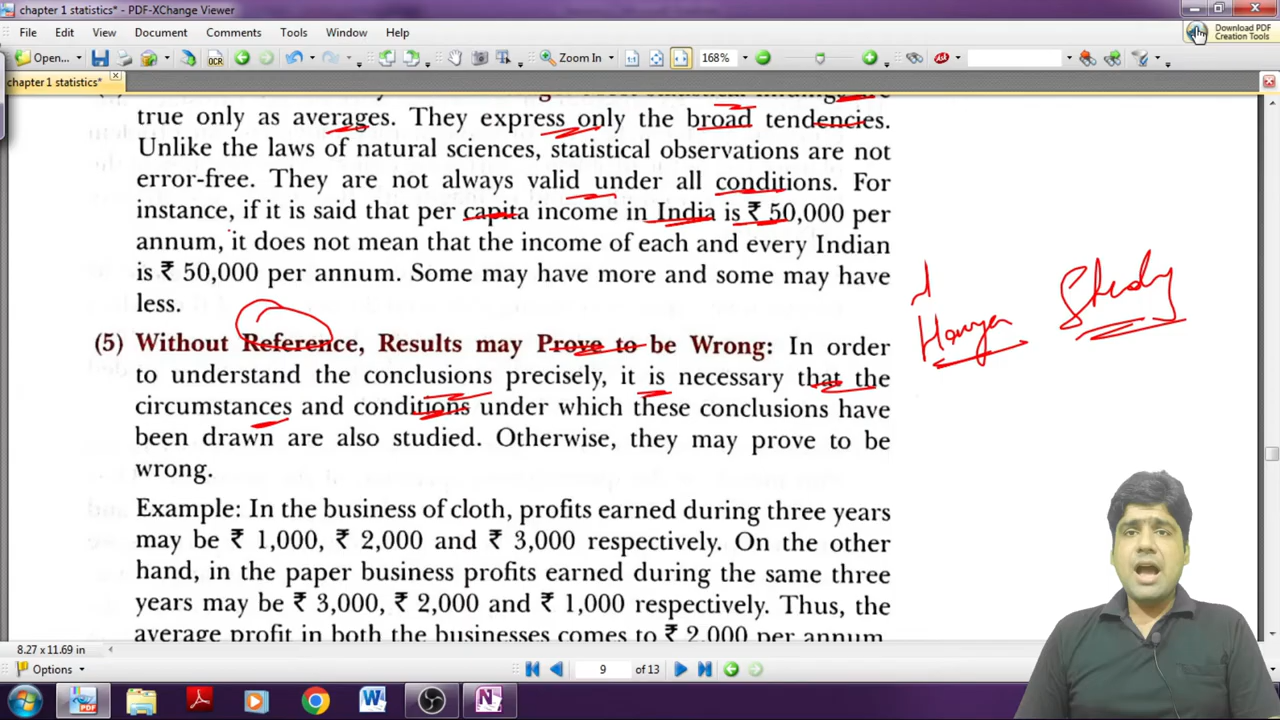 chapter 1 statistics* - PDF-XChange Viewer
File Edit View Document Comments Tools Window Help
Download PDF
Creation Tools
Open... OCR Zoom In 168%
chapter 1 statistics*
true only as averages. They express only the broad tendencies.
Unlike the laws of natural sciences, statistical observations are not
error-free. They are not always valid under all conditions. For
instance, if it is said that per capita income in India is ₹ 50,000 per
annum, it does not mean that the income of each and every Indian
is ₹ 50,000 per annum. Some may have more and some may have
less.
Study
(5) Without Reference, Results may Prove to be Wrong: In order
to understand the conclusions precisely, it is necessary that the
circumstances and conditions under which these conclusions have
been drawn are also studied. Otherwise, they may prove to be
wrong.
Example: In the business of cloth, profits earned during three years
may be ₹ 1,000, ₹ 2,000 and ₹ 3,000 respectively. On the other
hand, in the paper business profits earned during the same three
years may be ₹ 3,000, ₹ 2,000 and ₹ 1,000 respectively. Thus, the
average profit in both the businesses comes to ₹ 2,000 per annum.
8.27 x 11.69 in
Options 9 of 13